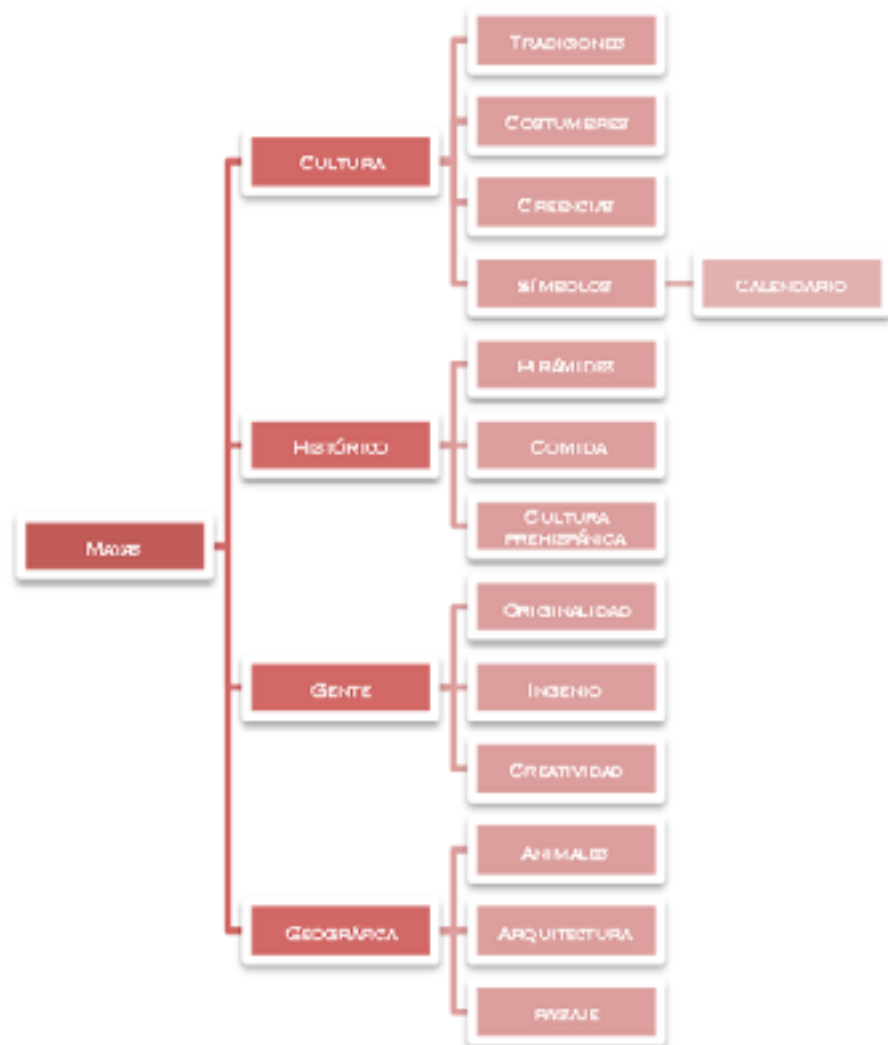 Mayas
Cultura
Tradiciones
Costumbres
Creencias
Símbolos
Calendario
Histórico
Pirámides
Comida
Cultura
prehispánica
Gente
Originalidad
Ingenio
Creatividad
Geográfica
Animales
Arquitectura
Paisaje